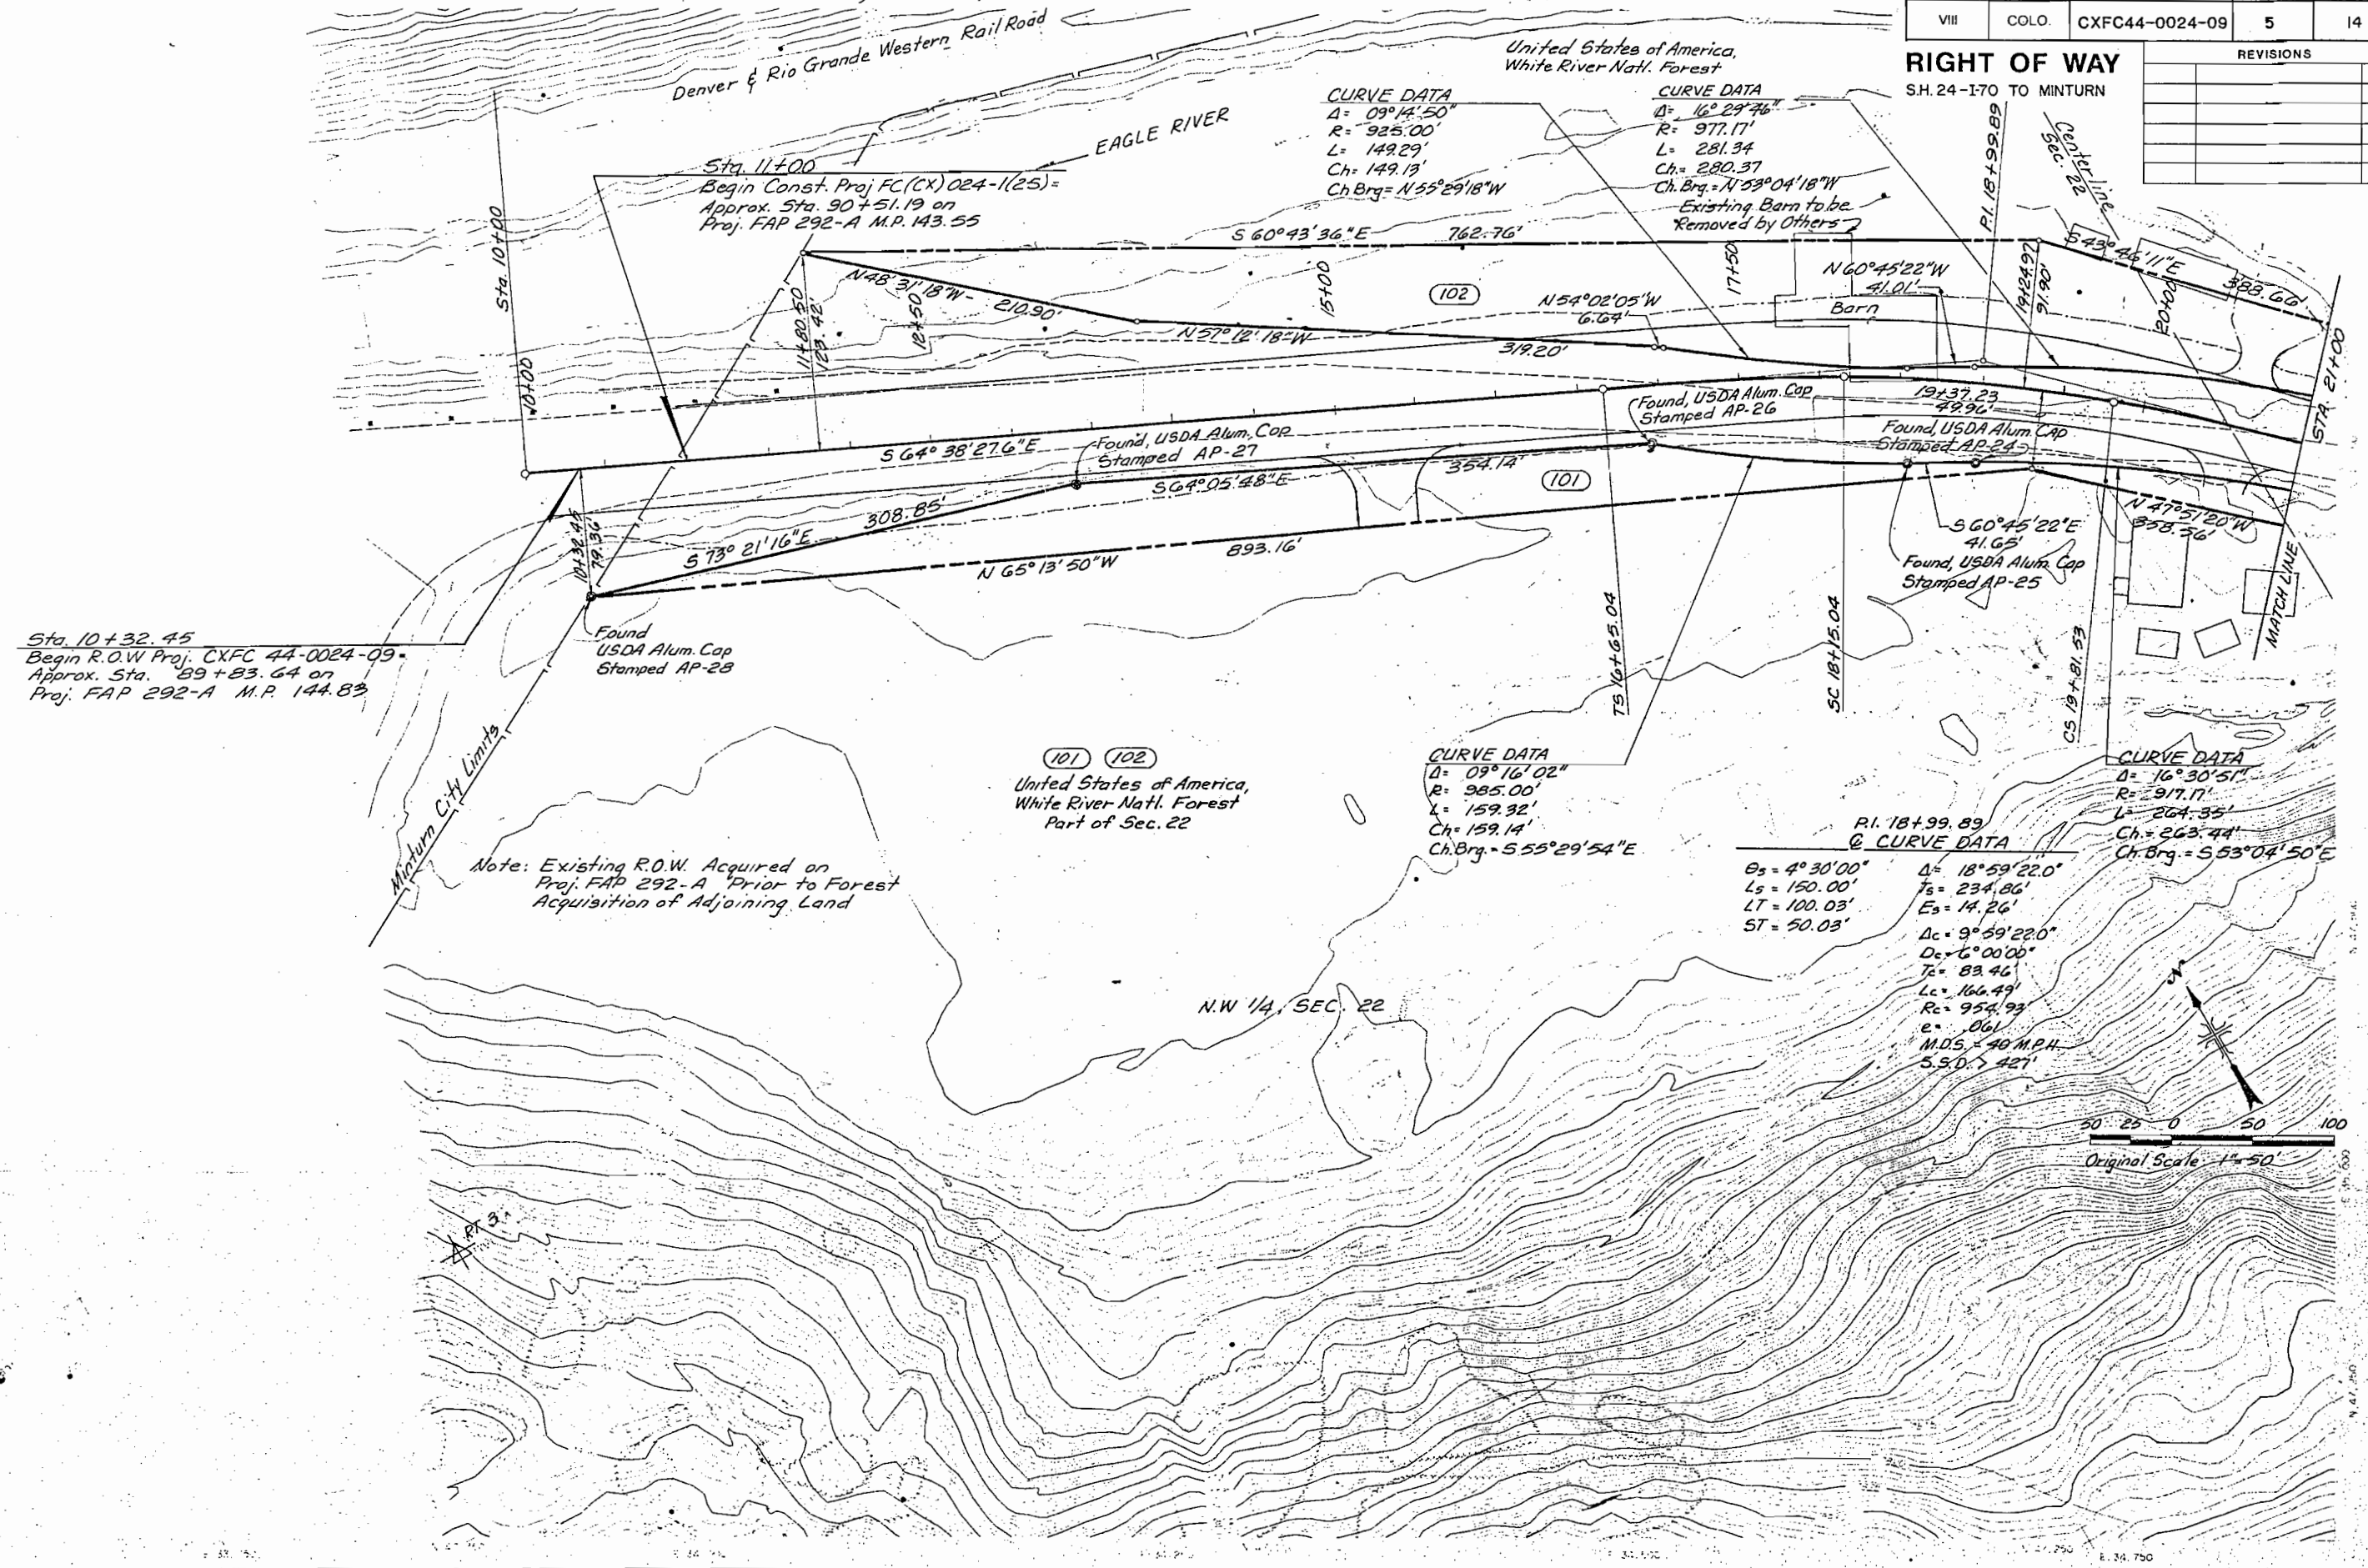 VIII COLO. CXFC44-0024-09 5 14
RIGHT OF WAY
S.H. 24-I-70 TO MINTURN
REVISIONS
Denver & Rio Grande Western Rail Road
EAGLE RIVER
United States of America,
White River Natl. Forest
CURVE DATA
Δ= 09°14'50"
R= 925.00'
L= 149.29'
Ch= 149.13'
Ch Brg= N 55°29'18"W
CURVE DATA
Δ= 16°29'46"
R= 977.17'
L= 281.34
Ch.= 280.37
Ch. Brg.= N 53°04'18"W
Existing Barn to be
Removed by Others
P.I. 18+99.89
Center line
Sec. 22
Sta. 11+00
Begin Const. Proj FC(CX) 024-1(25)=
Approx. Sta. 90+51.19 on
Proj. FAP 292-A M.P. 143.55
Sta. 10+00
10+00
S 60°43'36"E 762.76'
N 48°31'18"W 210.90'
11+80.50
123.42'
12+50
15+00
17+50
102
N 57°12'18"W 319.20'
N 54°02'05"W
6.64'
N 60°45'22"W
41.01'
Barn
19+24.97
91.90'
20+00
S 43°46'11"E 388.66'
STA. 21+00
MATCH LINE
S 64°38'27.6"E
Found, USDA Alum. Cap
Stamped AP-27
Found, USDA Alum. Cap
Stamped AP-26
19+37.23
49.96'
Found, USDA Alum. Cap
Stamped AP-24
S 64°05'48"E 354.14'
101
S 73°21'16"E 308.85'
10+32.45
79.36'
N 65°13'50"W 893.16'
S 60°45'22"E
41.65'
Found, USDA Alum. Cap
Stamped AP-25
N 47°51'20"W
358.56'
Sta. 10+32.45
Begin R.O.W Proj. CXFC 44-0024-09=
Approx. Sta. 89+83.64 on
Proj. FAP 292-A M.P. 144.83
Found
USDA Alum. Cap
Stamped AP-28
TS 16+65.04
SC 18+15.04
CS 19+81.53
Minturn City Limits
101 102
United States of America,
White River Natl. Forest
Part of Sec. 22
Note: Existing R.O.W. Acquired on
Proj. FAP 292-A Prior to Forest
Acquisition of Adjoining Land
CURVE DATA
Δ= 09°16'02"
R= 985.00'
L= 159.32'
Ch= 159.14'
Ch. Brg.= S 55°29'54"E
CURVE DATA
Δ= 16°30'51"
R= 917.17'
L= 264.35'
Ch.= 263.44'
Ch. Brg.= S 53°04'50"E
P.I. 18+99.89
℄ CURVE DATA
Θs = 4°30'00"
Ls = 150.00'
LT = 100.03'
ST = 50.03'
Δ= 18°59'22.0"
Ts= 234.86'
Es= 14.26'
Δc= 9°59'22.0"
Dc= 6°00'00"
Tc= 83.46'
Lc= 166.49'
Rc= 954.93'
e= .061
M.D.S.= 40 M.P.H.
S.S.D. > 427'
N.W 1/4, SEC. 22
N
50 25 0 50 100
Original Scale 1"=50'
RT 3
E. 34,750